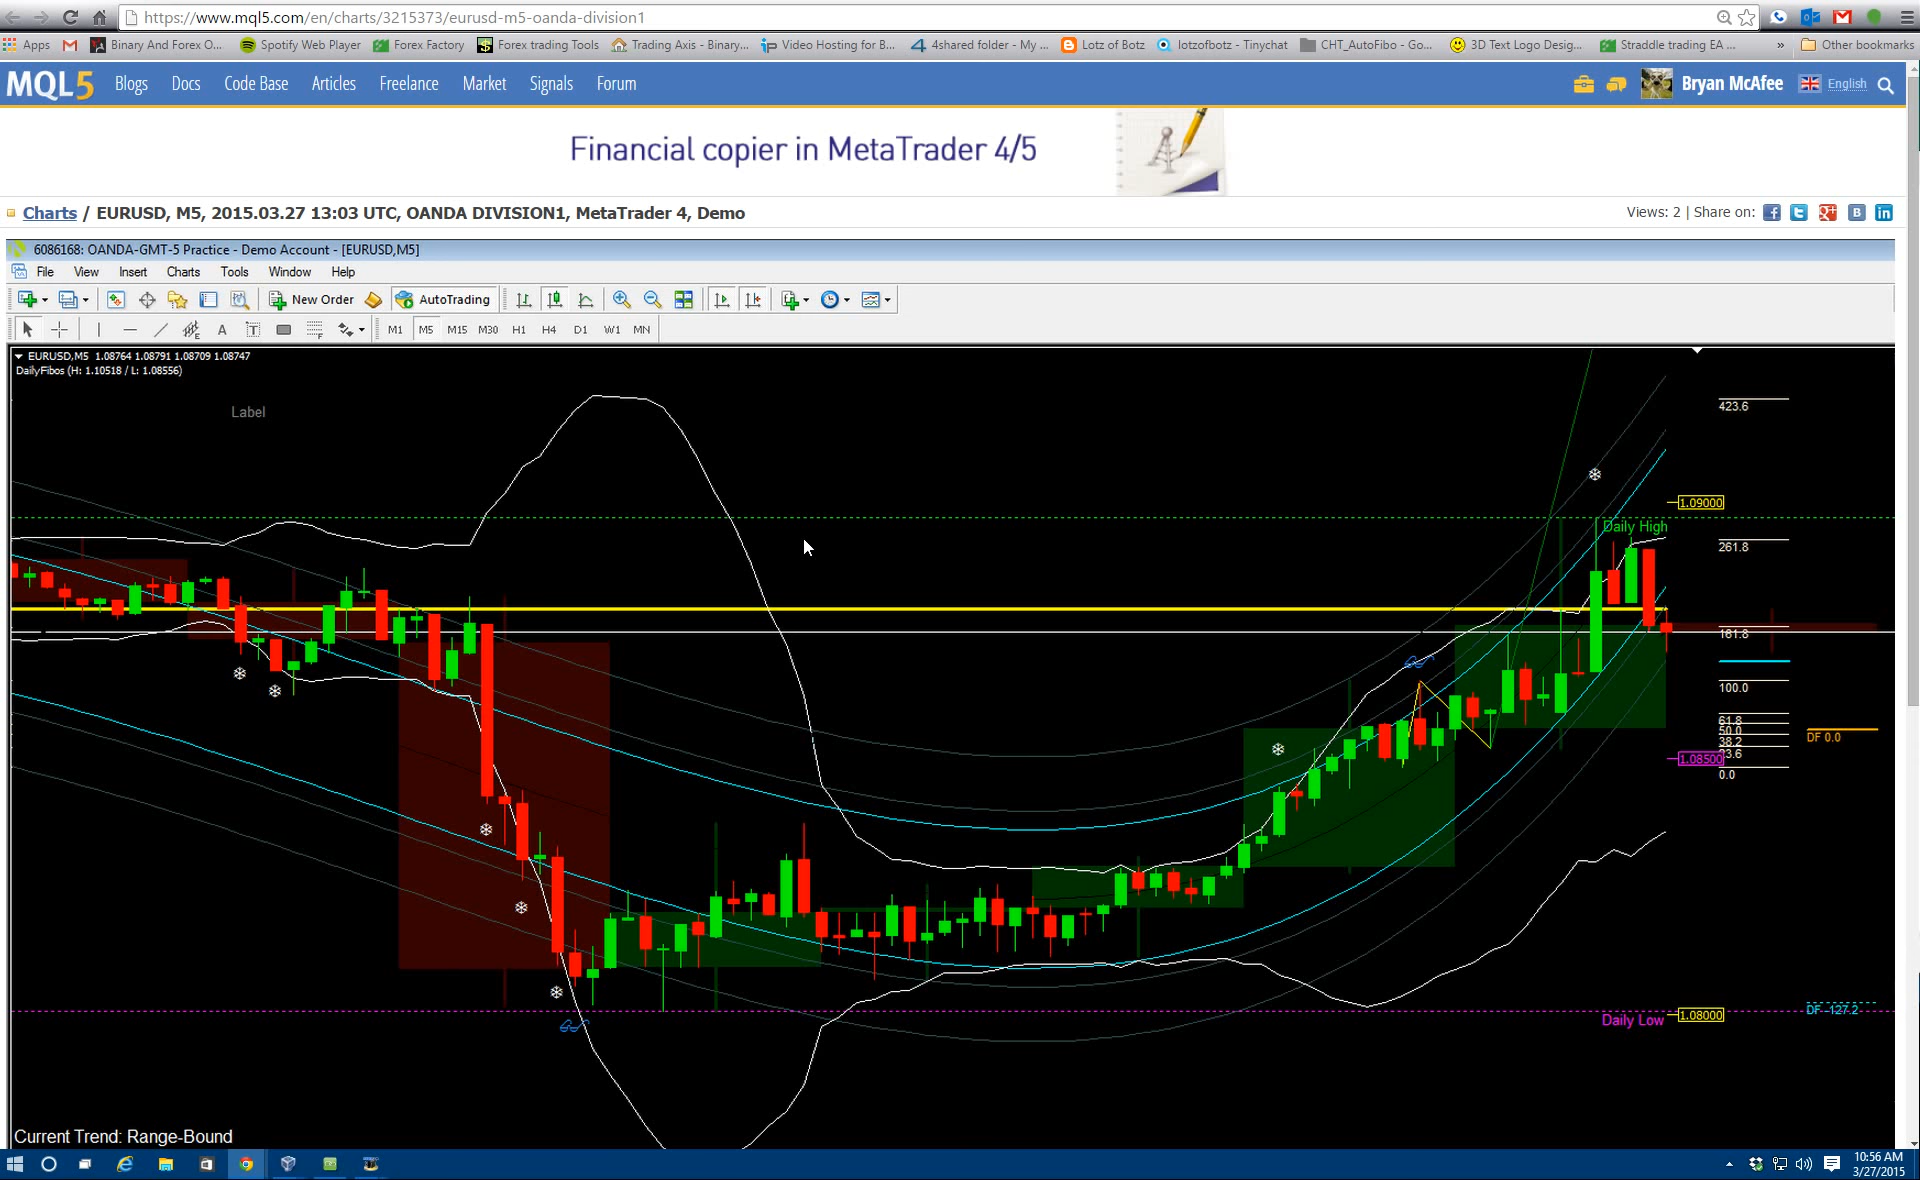 https://www.mql5.com/en/charts/3215373/eurusd-m5-oanda-division1
Apps Binary And Forex O... Spotify Web Player Forex Factory Forex trading Tools Trading Axis - Binary... Video Hosting for B... 4shared folder - My ... Lotz of Botz lotzofbotz - Tinychat CHT_AutoFibo - Go... 3D Text Logo Desig... Straddle trading EA ... » Other bookmarks
MQL5 Blogs Docs Code Base Articles Freelance Market Signals Forum Bryan McAfee English
Financial copier in MetaTrader 4/5
Charts / EURUSD, M5, 2015.03.27 13:03 UTC, OANDA DIVISION1, MetaTrader 4, Demo
Views: 2 | Share on:
6086168: OANDA-GMT-5 Practice - Demo Account - [EURUSD,M5]
File View Insert Charts Tools Window Help
New Order AutoTrading
A T M1 M5 M15 M30 H1 H4 D1 W1 MN
EURUSD,M5 1.08764 1.08791 1.08709 1.08747
DailyFibos (H: 1.10518 / L: 1.08556)
Label
423.6
1.09000
Daily High
261.8
161.8
100.0
61.8
50.0
38.2
23.6
DF 0.0
1.08500
0.0
DF -127.2
Daily Low
1.08000
Current Trend: Range-Bound
10:56 AM
3/27/2015